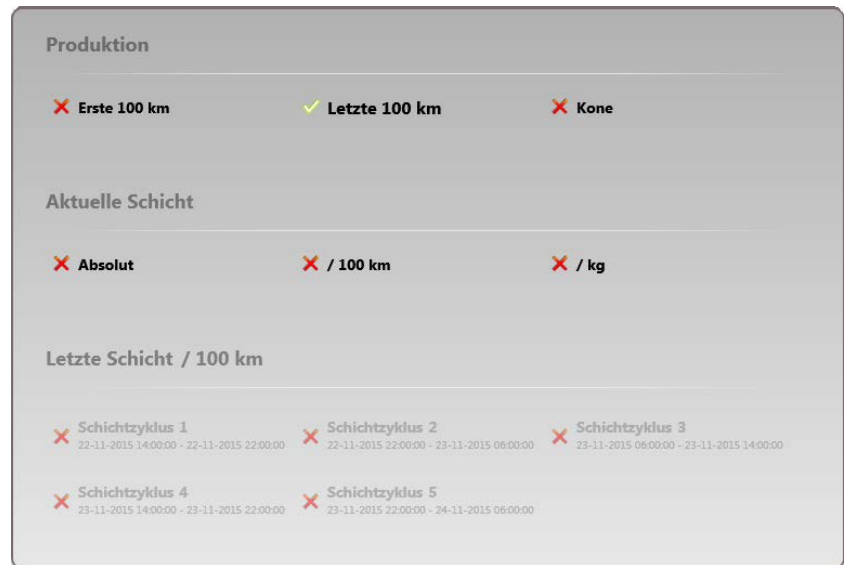 Produktion
Erste 100 km
Letzte 100 km
Kone
Aktuelle Schicht
Absolut
/ 100 km
/ kg
Letzte Schicht / 100 km
Schichtzyklus 1
22-11-2015 14:00:00 - 22-11-2015 22:00:00
Schichtzyklus 2
22-11-2015 22:00:00 - 23-11-2015 06:00:00
Schichtzyklus 3
23-11-2015 06:00:00 - 23-11-2015 14:00:00
Schichtzyklus 4
23-11-2015 14:00:00 - 23-11-2015 22:00:00
Schichtzyklus 5
23-11-2015 22:00:00 - 24-11-2015 06:00:00